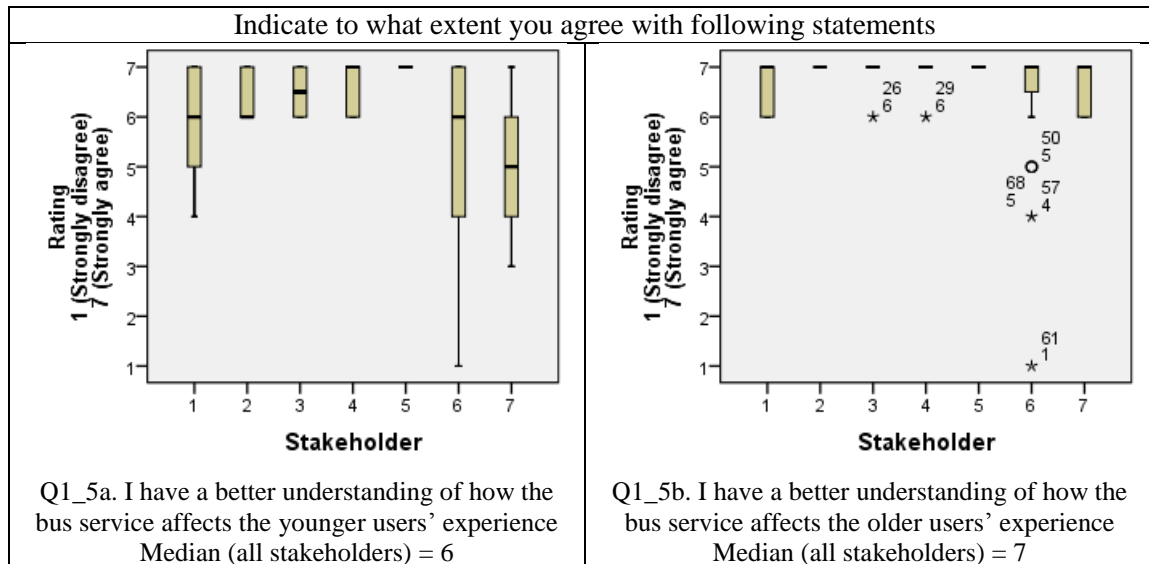 Indicate to what extent you agree with following statements
Rating
1 (Strongly disagree)
7 (Strongly agree)
7
6
5
4
3
2
1
1 2 3 4 5 6 7
Stakeholder
Q1_5a. I have a better understanding of how the
bus service affects the younger users’ experience
Median (all stakeholders) = 6
Rating
1 (Strongly disagree)
7 (Strongly agree)
7
6
5
4
3
2
1
26
6
29
6
50
5
68
5
57
4
61
1
1 2 3 4 5 6 7
Stakeholder
Q1_5b. I have a better understanding of how the
bus service affects the older users’ experience
Median (all stakeholders) = 7